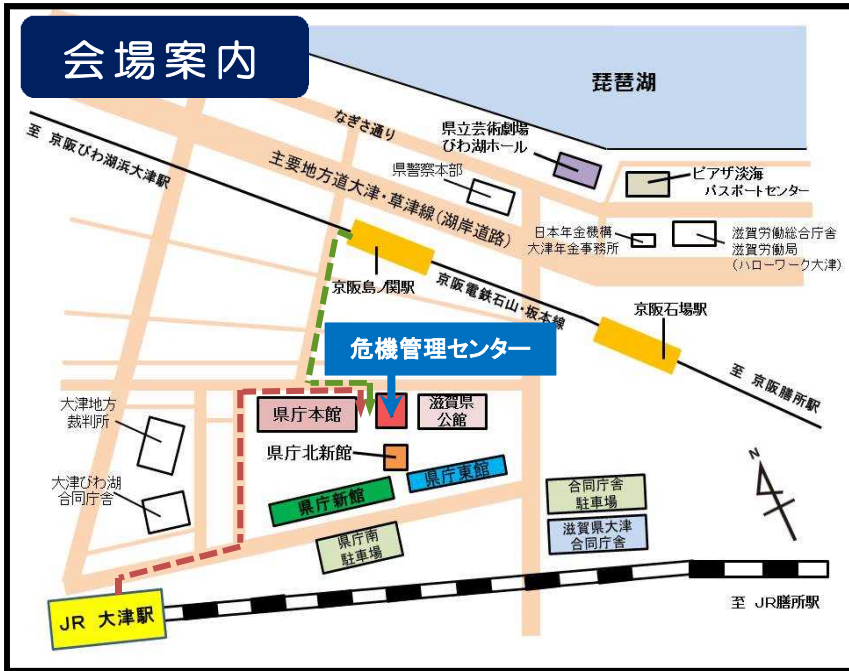 会場案内
琵琶湖
なぎさ通り
県立芸術劇場
びわ湖ホール
至 京阪びわ湖浜大津駅
主要地方道大津・草津線(湖岸道路)
県警察本部
ピアザ淡海
パスポートセンター
日本年金機構
大津年金事務所
滋賀労働総合庁舎
滋賀労働局
(ハローワーク大津)
京阪島ノ関駅
京阪電鉄石山・坂本線
京阪石場駅
危機管理センター
至 京阪膳所駅
大津地方
裁判所
県庁本館
滋賀県
公館
県庁北新館
大津びわ湖
合同庁舎
県庁東館
県庁新館
合同庁舎
駐車場
N
県庁南
駐車場
滋賀県大津
合同庁舎
JR 大津駅
至 JR膳所駅